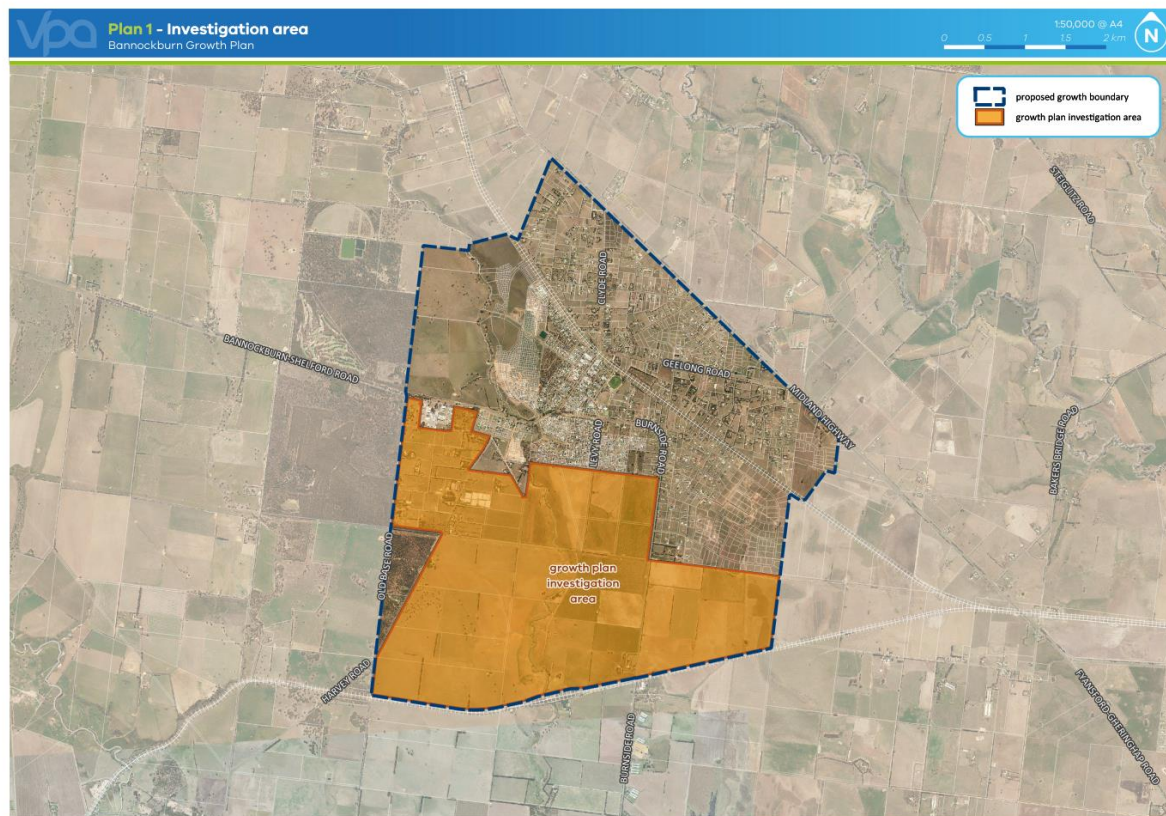 vpa
Plan 1 - Investigation area
Bannockburn Growth Plan
1:50,000 @ A4
0 0.5 1 1.5 2 km
N
proposed growth boundary
growth plan investigation area
STEIGLITZ ROAD
CLYDE ROAD
BANNOCKBURN-SHELFORD ROAD
GEELONG ROAD
MIDLAND HIGHWAY
LEVY ROAD
BURNSIDE ROAD
BAKERS BRIDGE ROAD
OLD BASE ROAD
growth plan
investigation
area
HARVEY ROAD
BURNSIDE ROAD
FYANSFORD-GHERINGHAP ROAD